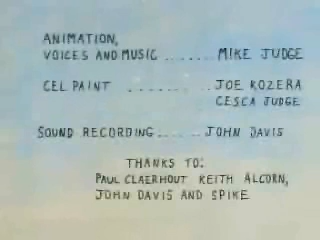 ANIMATION,
VOICES AND MUSIC ...... MIKE JUDGE
CEL PAINT . ....... .. JOE KOZERA
CESCA JUDGE
SOUND RECORDING...... JOHN DAVIS
THANKS TO:
PAUL CLAERHOUT KEITH ALCORN,
JOHN DAVIS AND SPIKE